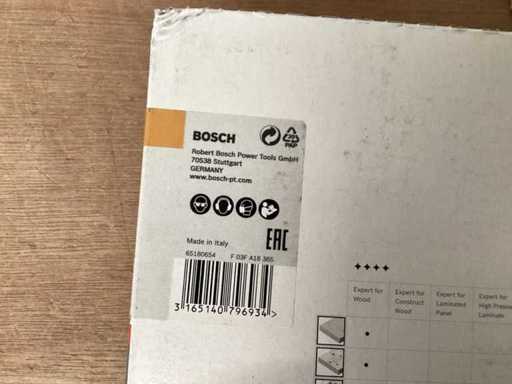 BOSCH
Robert Bosch Power Tools GmbH
70538 Stuttgart
GERMANY
www.bosch-pt.com
20
PAP
Made in Italy
EAC
65180654 F 03F A18 365
3 165140 796934 >
Expert for Wood
Expert for Construct Wood
Expert for Laminated Panel
Expert for High Pressure Laminate